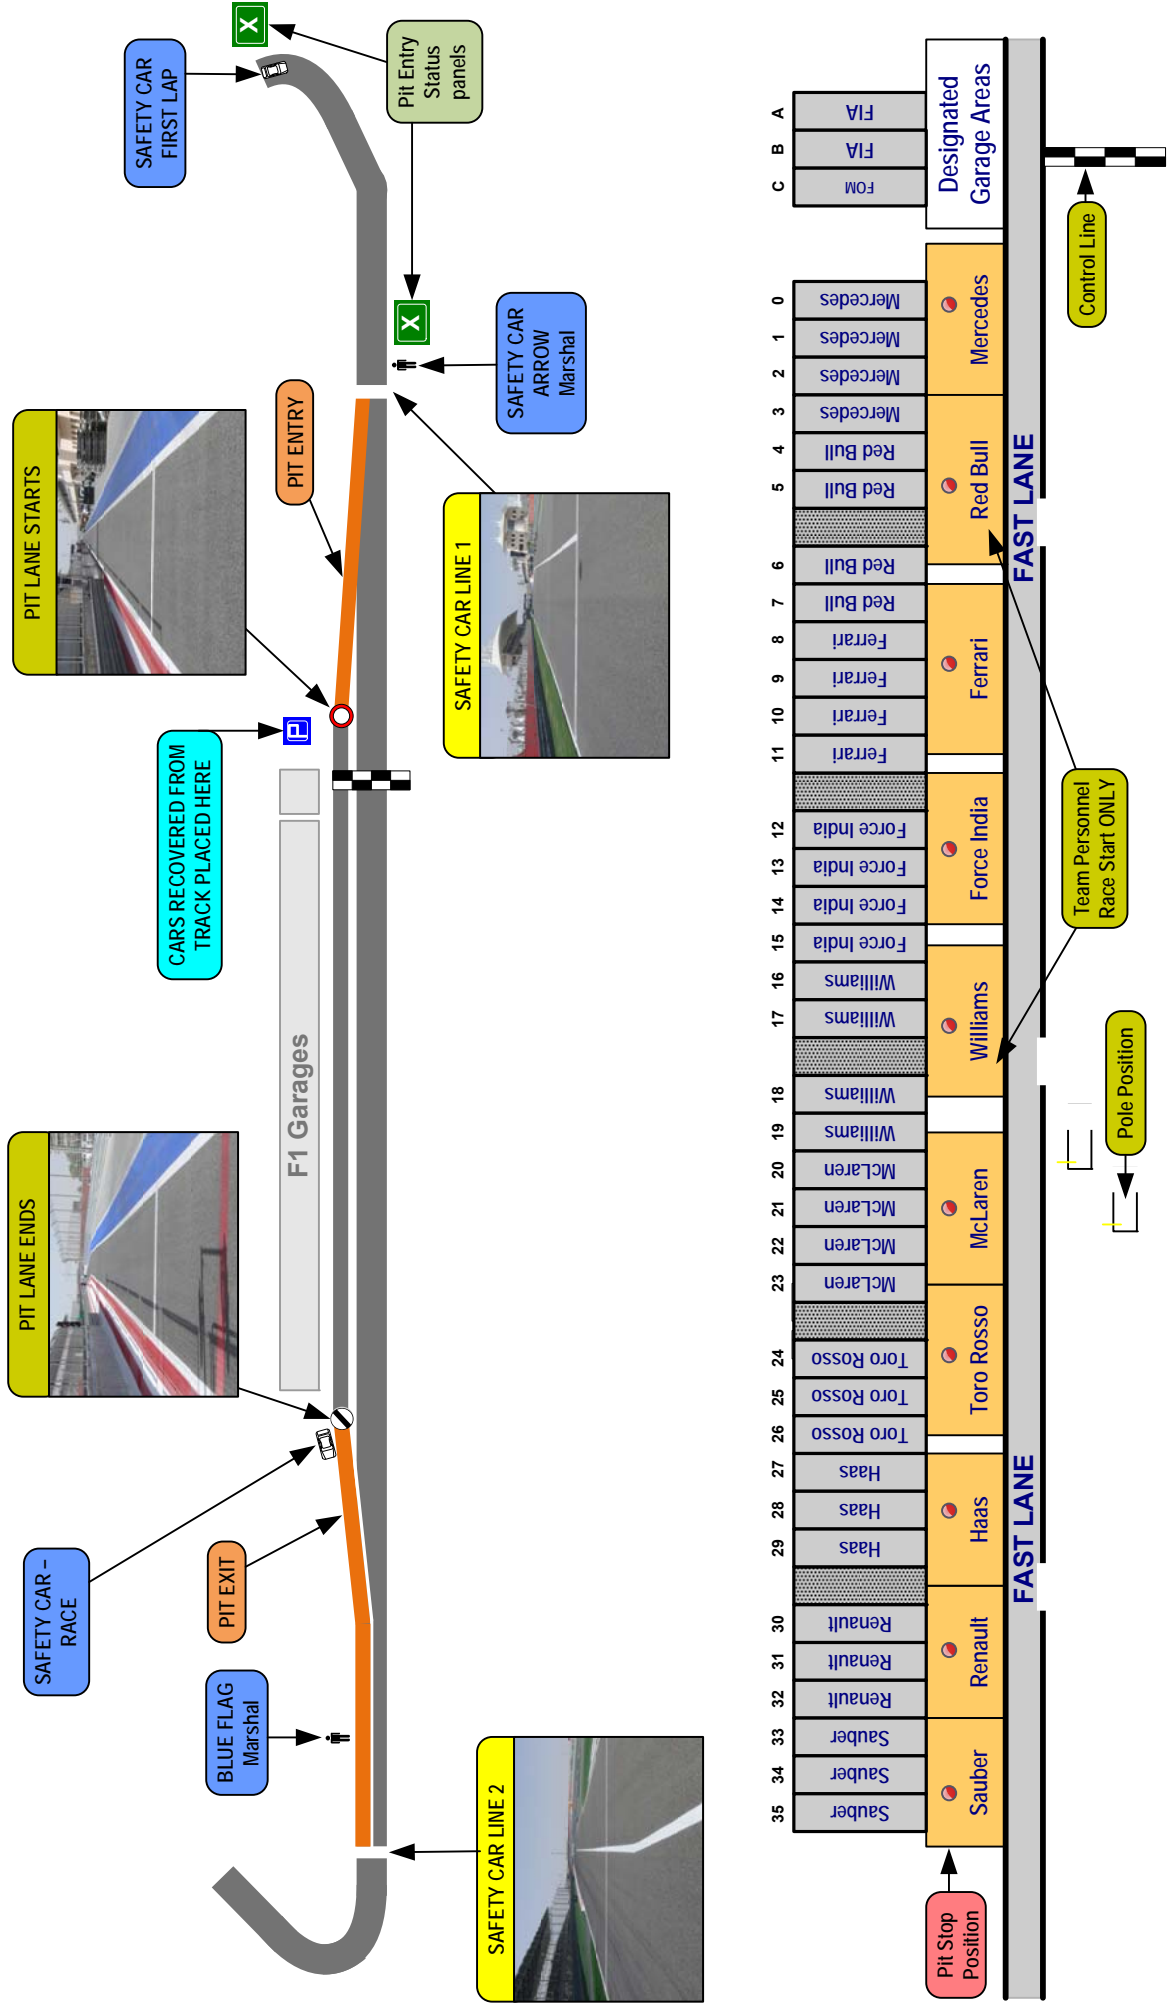 SAFETY CAR
FIRST LAP
X
Pit Entry
Status
panels
X
SAFETY CAR
ARROW
Marshal
PIT LANE STARTS
PIT ENTRY
SAFETY CAR LINE 1
CARS RECOVERED FROM
TRACK PLACED HERE
P
F1 Garages
PIT LANE ENDS
SAFETY CAR –
RACE
PIT EXIT
BLUE FLAG
Marshal
SAFETY CAR LINE 2
A
FIA
B
FIA
C
FOM
Designated
Garage Areas
Control Line
0
Mercedes
1
Mercedes
2
Mercedes
3
Mercedes
4
Red Bull
5
Red Bull
6
Red Bull
7
Red Bull
8
Ferrari
9
Ferrari
10
Ferrari
11
Ferrari
12
Force India
13
Force India
14
Force India
15
Force India
16
Williams
17
Williams
18
Williams
19
Williams
20
McLaren
21
McLaren
22
McLaren
23
McLaren
24
Toro Rosso
25
Toro Rosso
26
Toro Rosso
27
Haas
28
Haas
29
Haas
30
Renault
31
Renault
32
Renault
33
Sauber
34
Sauber
35
Sauber
Mercedes
Red Bull
Ferrari
Force India
Williams
McLaren
Toro Rosso
Haas
Renault
Sauber
FAST LANE
FAST LANE
Team Personnel
Race Start ONLY
Pole Position
Pit Stop
Position